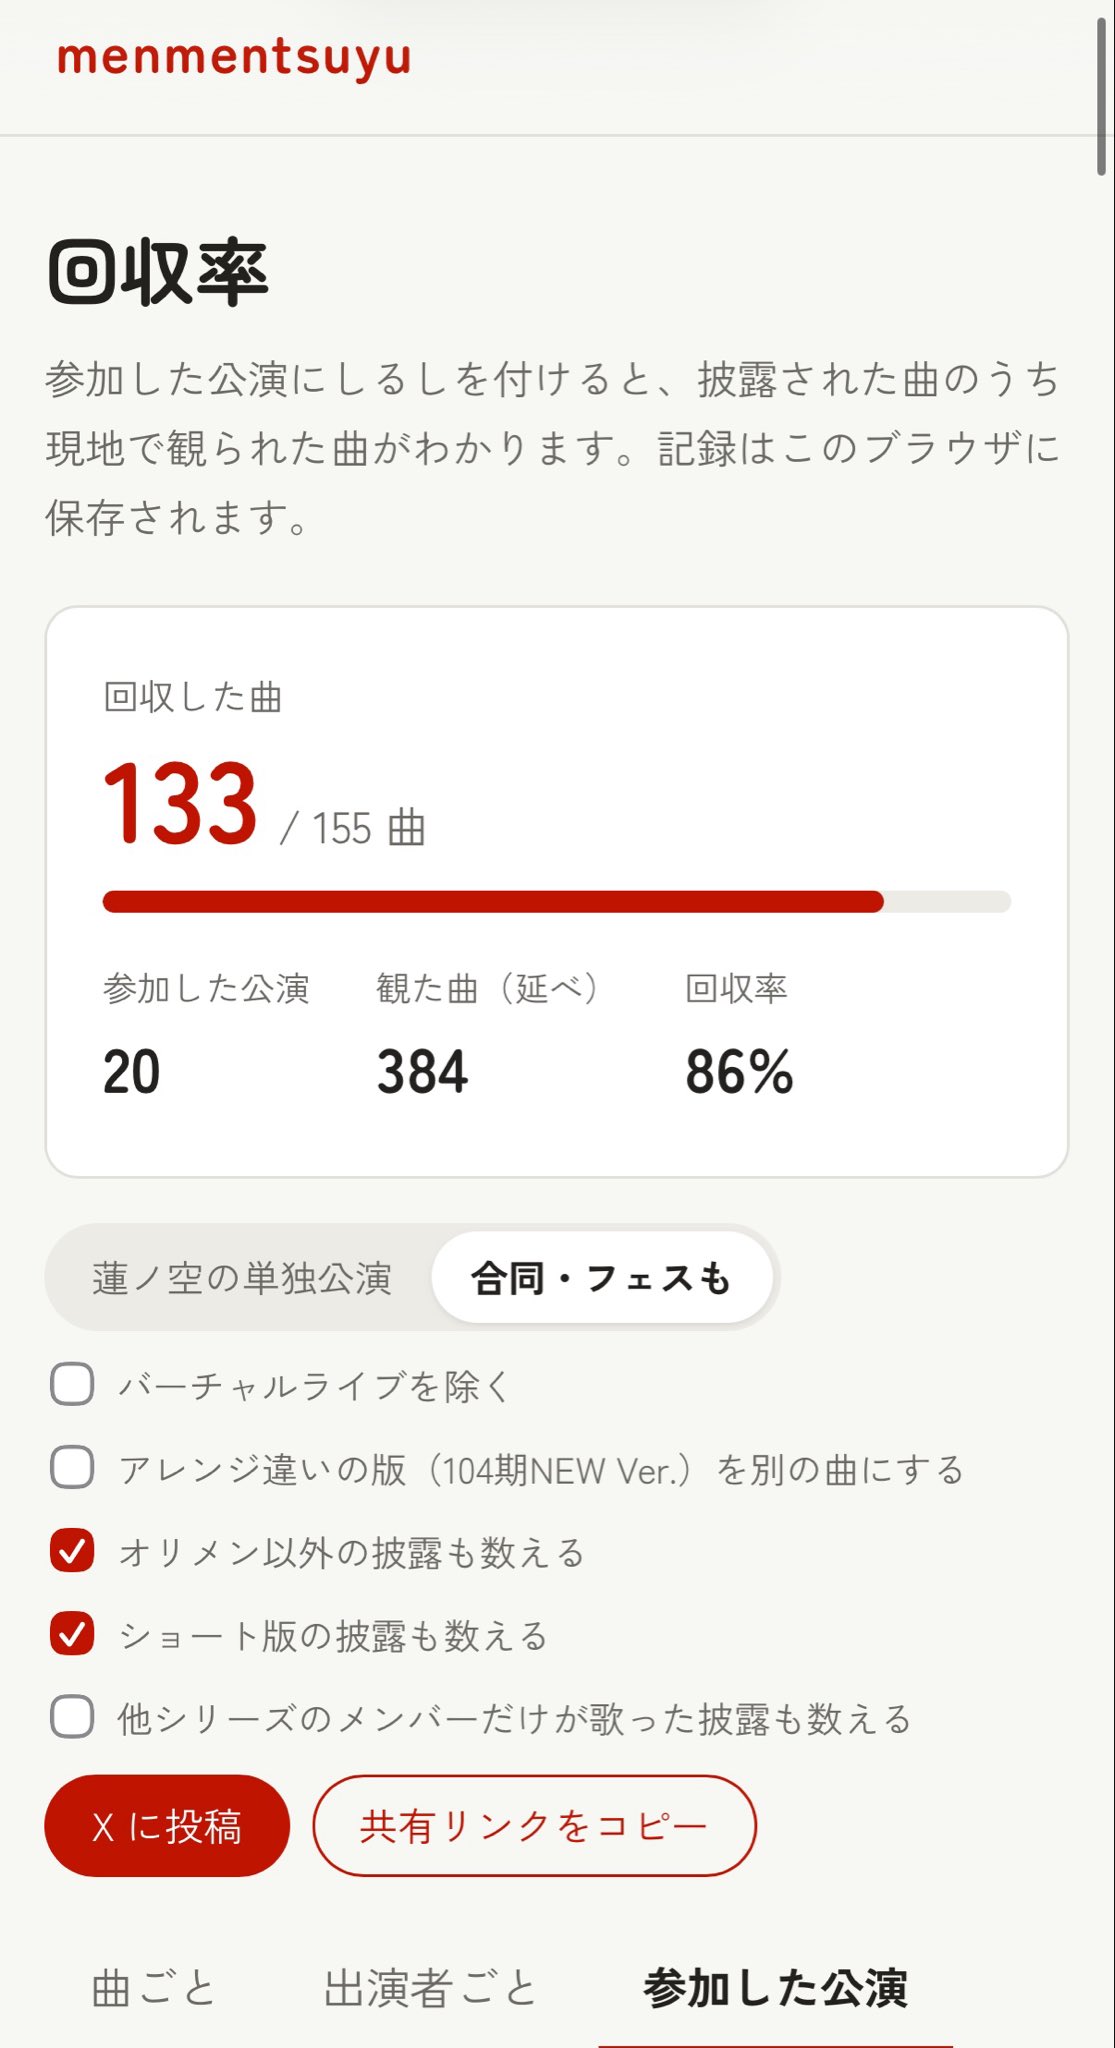 menmentsuyu
回収率
参加した公演にしるしを付けると、披露された曲のうち
現地で観られた曲がわかります。記録はこのブラウザに
保存されます。
回収した曲
133 / 155 曲
参加した公演 観た曲（延べ） 回収率
20 384 86%
蓮ノ空の単独公演 合同・フェスも
バーチャルライブを除く
アレンジ違いの版（104期NEW Ver.）を別の曲にする
オリメン以外の披露も数える
ショート版の披露も数える
他シリーズのメンバーだけが歌った披露も数える
X に投稿 共有リンクをコピー
曲ごと 出演者ごと 参加した公演